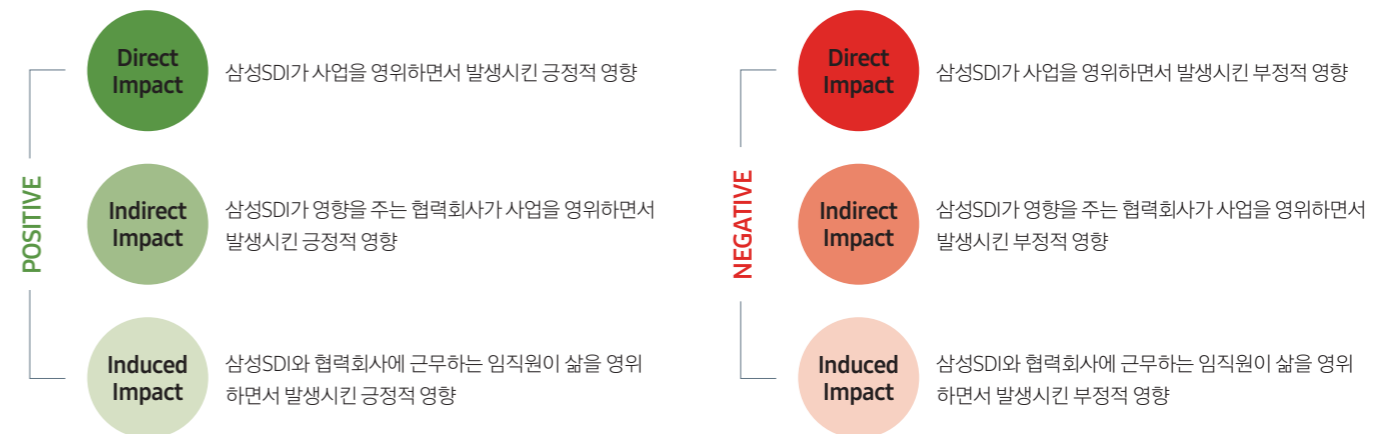 POSITIVE
Direct
Impact
삼성SDI가 사업을 영위하면서 발생시킨 긍정적 영향
Indirect
Impact
삼성SDI가 영향을 주는 협력회사가 사업을 영위하면서
발생시킨 긍정적 영향
Induced
Impact
삼성SDI와 협력회사에 근무하는 임직원이 삶을 영위
하면서 발생시킨 긍정적 영향
NEGATIVE
Direct
Impact
삼성SDI가 사업을 영위하면서 발생시킨 부정적 영향
Indirect
Impact
삼성SDI가 영향을 주는 협력회사가 사업을 영위하면서
발생시킨 부정적 영향
Induced
Impact
삼성SDI와 협력회사에 근무하는 임직원이 삶을 영위
하면서 발생시킨 부정적 영향